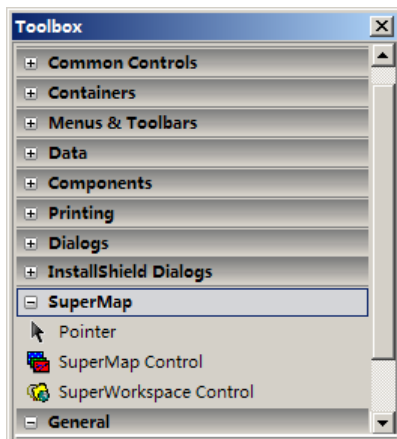 Toolbox
Common Controls
Containers
Menus & Toolbars
Data
Components
Printing
Dialogs
InstallShield Dialogs
SuperMap
Pointer
SuperMap Control
SuperWorkspace Control
General